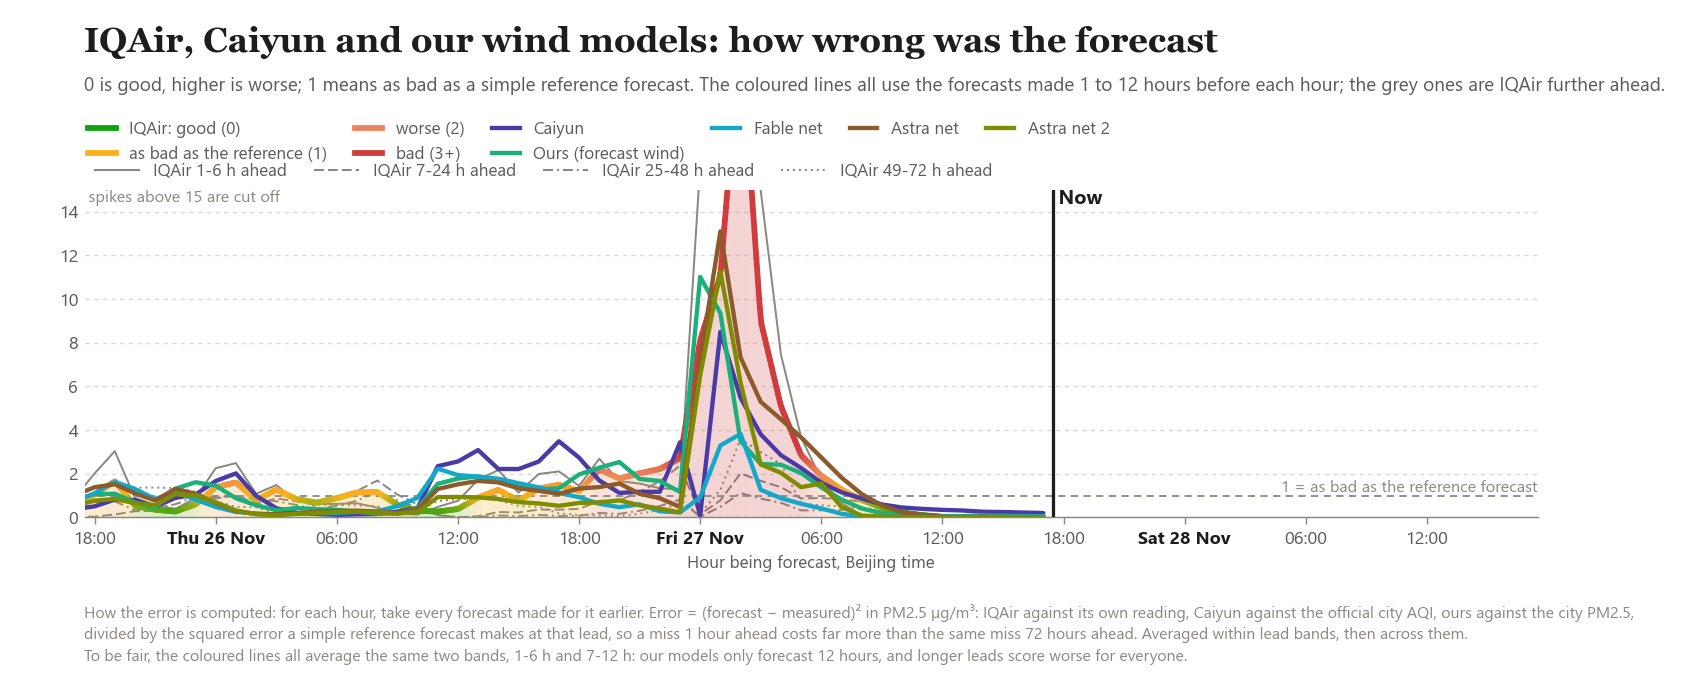 IQAir, Caiyun and our wind models: how wrong was the forecast
0 is good, higher is worse; 1 means as bad as a simple reference forecast. The coloured lines all use the forecasts made 1 to 12 hours before each hour; the grey ones are IQAir further ahead.
IQAir: good (0) worse (2) Caiyun Fable net Astra net Astra net 2
as bad as the reference (1) bad (3+) Ours (forecast wind)
IQAir 1-6 h ahead IQAir 7-24 h ahead IQAir 25-48 h ahead IQAir 49-72 h ahead
spikes above 15 are cut off
Now
14
12
10
8
6
4
2
0
1 = as bad as the reference forecast
18:00 Thu 26 Nov 06:00 12:00 18:00 Fri 27 Nov 06:00 12:00 18:00 Sat 28 Nov 06:00 12:00
Hour being forecast, Beijing time
How the error is computed: for each hour, take every forecast made for it earlier. Error = (forecast − measured)² in PM2.5 µg/m³: IQAir against its own reading, Caiyun against the official city AQI, ours against the city PM2.5,
divided by the squared error a simple reference forecast makes at that lead, so a miss 1 hour ahead costs far more than the same miss 72 hours ahead. Averaged within lead bands, then across them.
To be fair, the coloured lines all average the same two bands, 1-6 h and 7-12 h: our models only forecast 12 hours, and longer leads score worse for everyone.